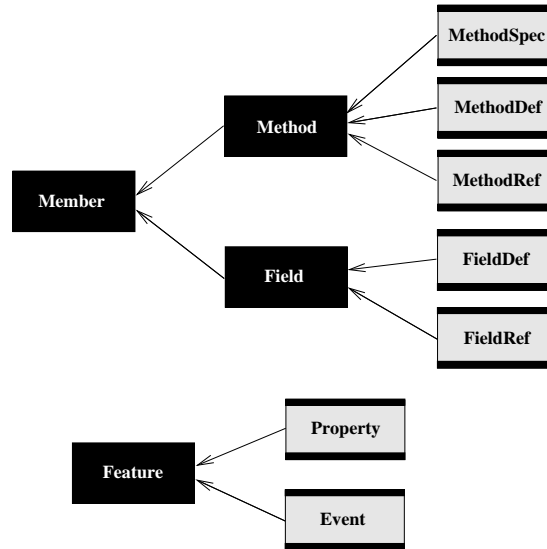 MethodSpec
MethodDef
Method
MethodRef
Member
FieldDef
Field
FieldRef
Property
Feature
Event